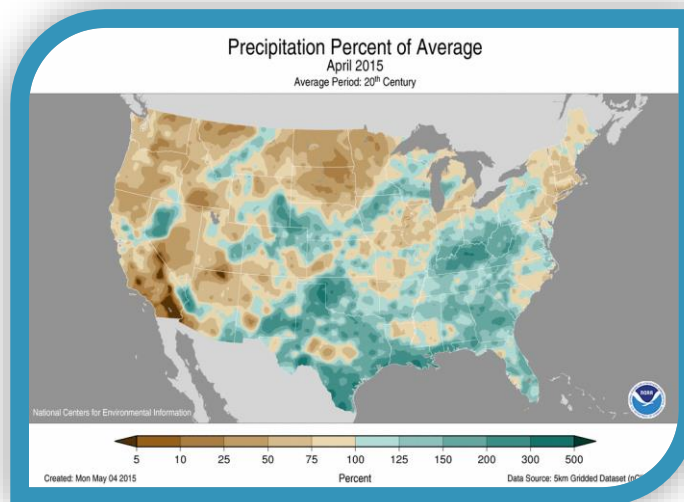 Precipitation Percent of Average
April 2015
Average Period: 20th Century
National Centers for Environmental Information
5 10 25 50 75 100 125 150 200 300 500
Created: Mon May 04 2015 Percent Data Source: 5km Gridded Dataset